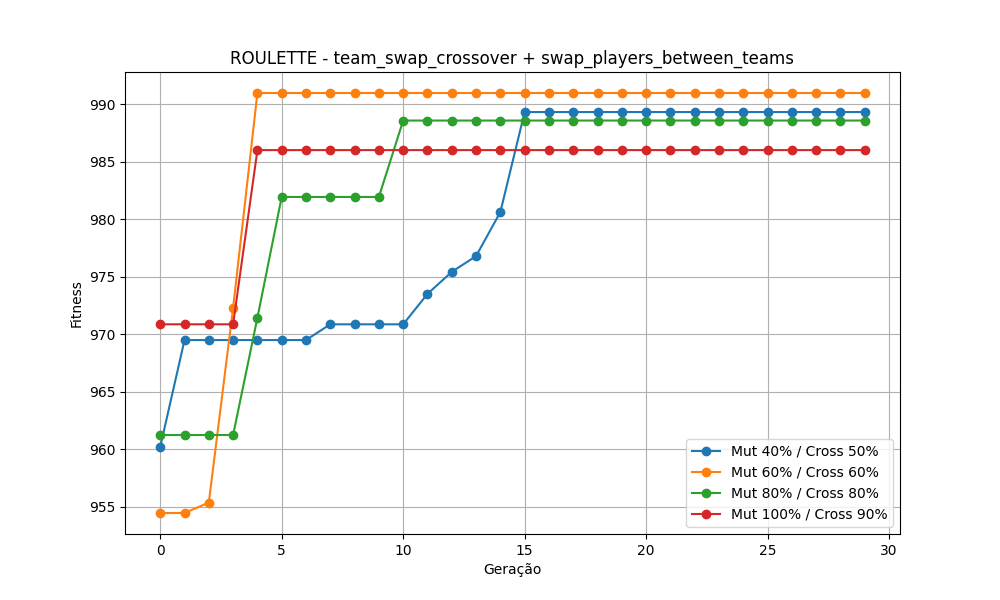 ROULETTE - team_swap_crossover + swap_players_between_teams
Fitness
990
985
980
975
970
965
960
955
0 5 10 15 20 25 30
Geração
Mut 40% / Cross 50%
Mut 60% / Cross 60%
Mut 80% / Cross 80%
Mut 100% / Cross 90%